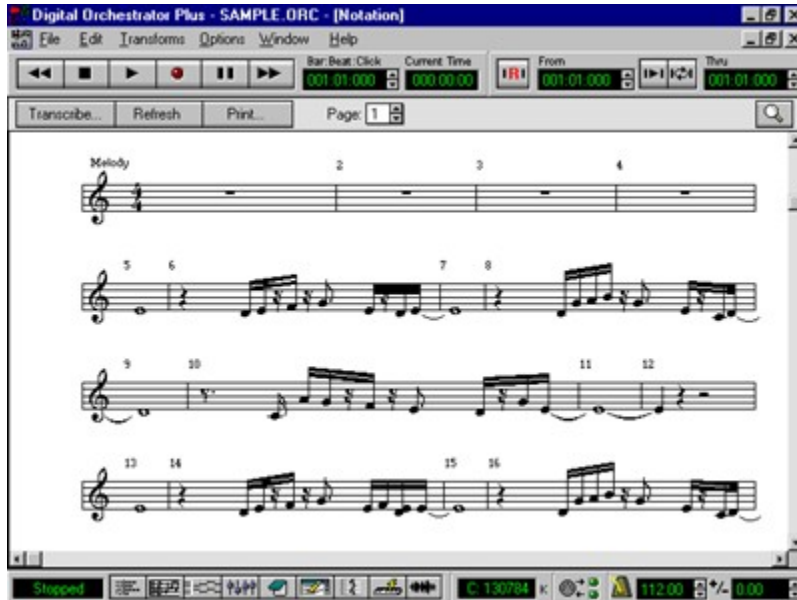 Digital Orchestrator Plus - SAMPLE.ORC - [Notation]
File Edit Transforms Options Window Help
Bar:Beat:Click Current Time From Thru
001:01:000 000:00:00 R 001:01:000 001:01:000
Transcribe... Refresh Print... Page: 1
Melody 2 3 4
5 6 7 8
9 10 11 12
13 14 15 16
Stopped C: 130784 K 112.00 +/- 0.00